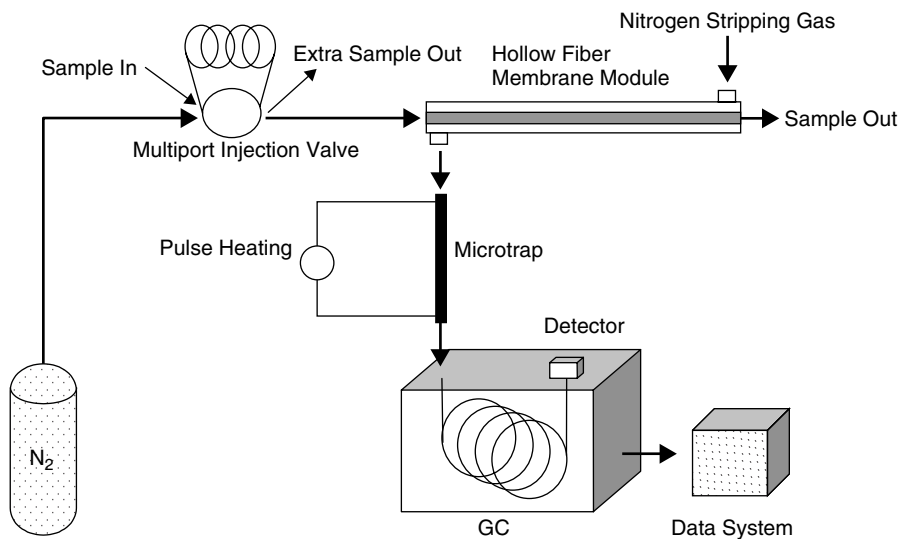 Nitrogen Stripping Gas
Sample In
Extra Sample Out
Hollow Fiber
Membrane Module
Sample Out
Multiport Injection Valve
Pulse Heating
Microtrap
Detector
N2
GC
Data System